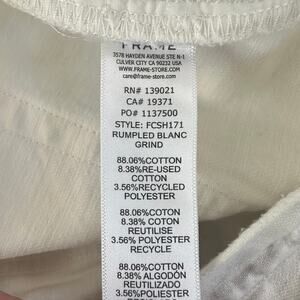 FRAME
3578 HAYDEN AVENUE STE N-1
CULVER CITY CA 90232 USA
WWW.FRAME-STORE.COM
care@frame-store.com
RN# 139021
CA# 19371
PO# 1137500
STYLE: FCSH171
RUMPLED BLANC
GRIND
88.06%COTTON
8.38%RE-USED
COTTON
3.56%RECYCLED
POLYESTER
88.06% COTON
8.38% COTON
REUTILISE
3.56% POLYESTER
RECYCLE
88.06%COTTON
8.38% ALGODÓN
REUTILIZADO
3.56%POLIEST